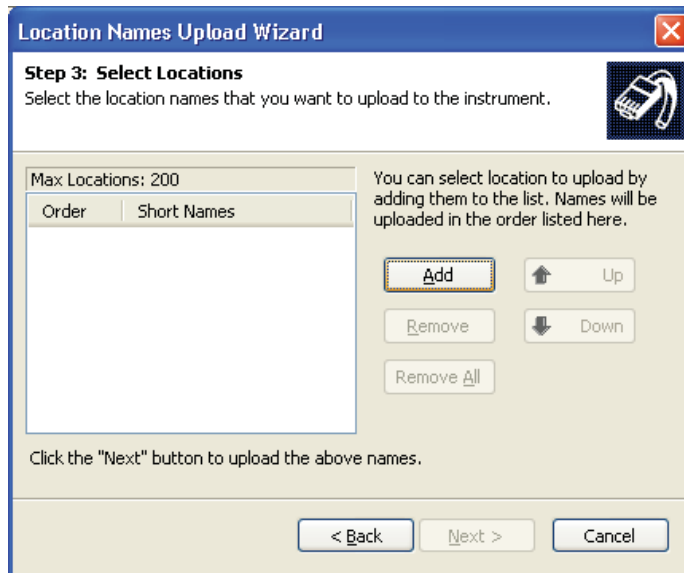 Location Names Upload Wizard
Step 3: Select Locations
Select the location names that you want to upload to the instrument.
Max Locations: 200
Order Short Names
You can select location to upload by
adding them to the list. Names will be
uploaded in the order listed here.
Add
Up
Remove
Down
Remove All
Click the "Next" button to upload the above names.
< Back
Next >
Cancel